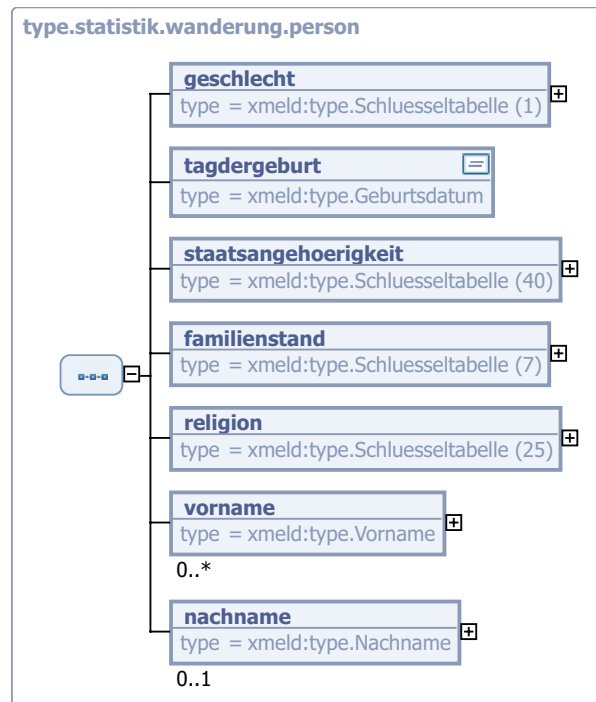 type.statistik.wanderung.person
geschlecht
type = xmeld:type.Schluesseltabelle (1)
tagdergeburt
type = xmeld:type.Geburtsdatum
staatsangehoerigkeit
type = xmeld:type.Schluesseltabelle (40)
familienstand
type = xmeld:type.Schluesseltabelle (7)
religion
type = xmeld:type.Schluesseltabelle (25)
vorname
type = xmeld:type.Vorname
0..*
nachname
type = xmeld:type.Nachname
0..1